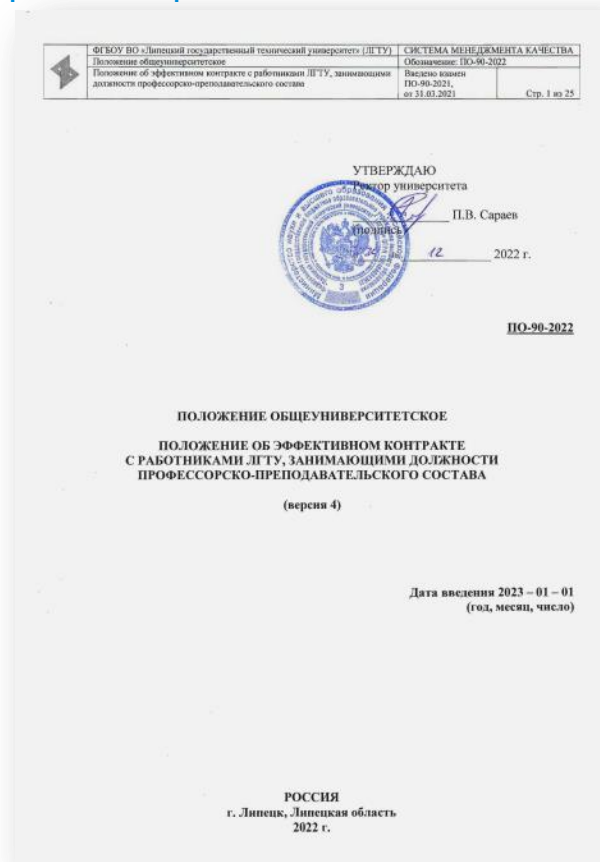 ФГБОУ ВО «Липецкий государственный технический университет» (ЛГТУ) СИСТЕМА МЕНЕДЖМЕНТА КАЧЕСТВА
Положение общеуниверситетское Обозначение: ПО-90-2022
Положение об эффективном контракте с работниками ЛГТУ, занимающими Введено взамен
должности профессорско-преподавательского состава ПО-90-2021,
от 31.03.2021 Стр. 1 из 25
УТВЕРЖДАЮ
Ректор университета
П.В. Сараев
(подпись)
12 2022 г.
ПО-90-2022
ПОЛОЖЕНИЕ ОБЩЕУНИВЕРСИТЕТСКОЕ
ПОЛОЖЕНИЕ ОБ ЭФФЕКТИВНОМ КОНТРАКТЕ
С РАБОТНИКАМИ ЛГТУ, ЗАНИМАЮЩИМИ ДОЛЖНОСТИ
ПРОФЕССОРСКО-ПРЕПОДАВАТЕЛЬСКОГО СОСТАВА
(версия 4)
Дата введения 2023 – 01 – 01
(год, месяц, число)
РОССИЯ
г. Липецк, Липецкая область
2022 г.